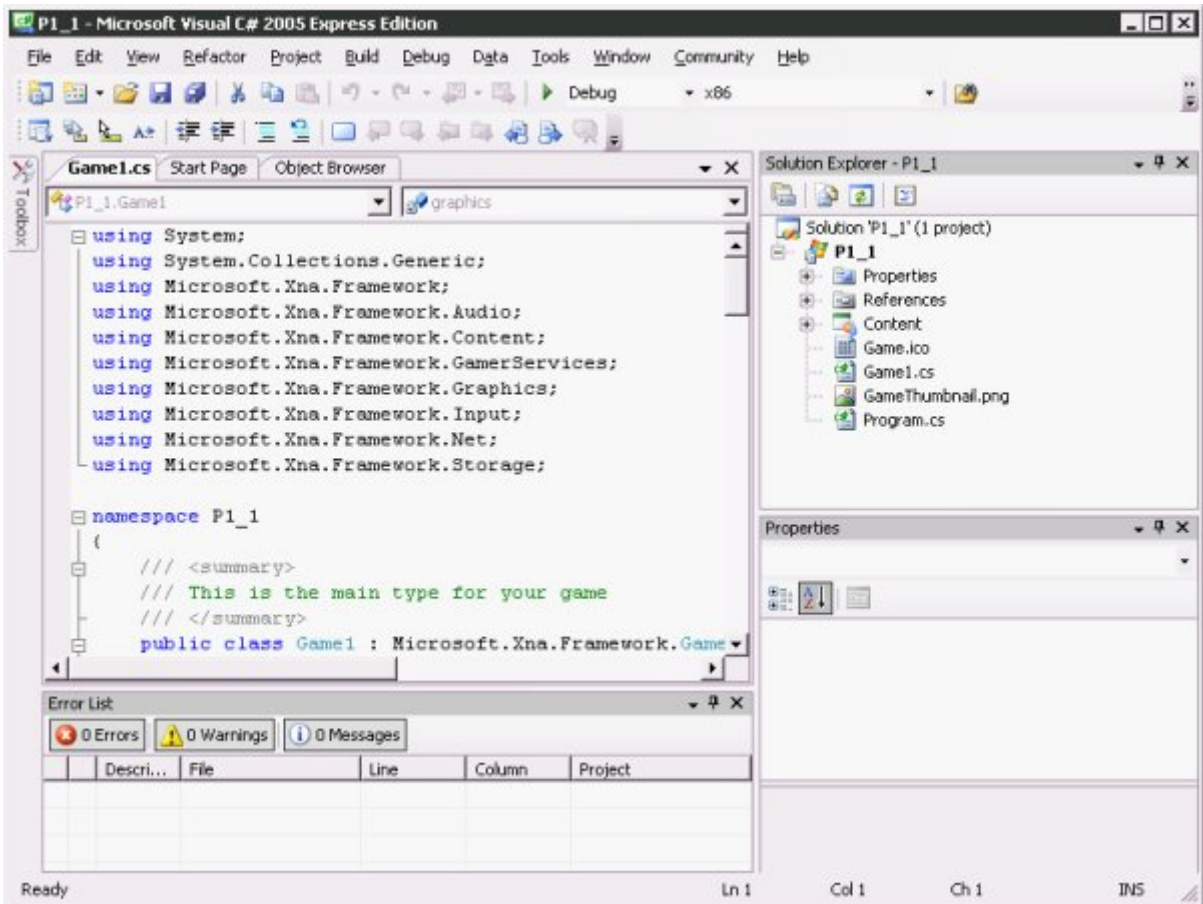 P1_1 - Microsoft Visual C# 2005 Express Edition
File Edit View Refactor Project Build Debug Data Tools Window Community Help
Debug x86
Toolbox
Game1.cs Start Page Object Browser
P1_1.Game1 graphics
using System;
using System.Collections.Generic;
using Microsoft.Xna.Framework;
using Microsoft.Xna.Framework.Audio;
using Microsoft.Xna.Framework.Content;
using Microsoft.Xna.Framework.GamerServices;
using Microsoft.Xna.Framework.Graphics;
using Microsoft.Xna.Framework.Input;
using Microsoft.Xna.Framework.Net;
using Microsoft.Xna.Framework.Storage;
namespace P1_1
{
/// <summary>
/// This is the main type for your game
/// </summary>
public class Game1 : Microsoft.Xna.Framework.Game
Solution Explorer - P1_1
Solution 'P1_1' (1 project)
P1_1
Properties
References
Content
Game.ico
Game1.cs
GameThumbnail.png
Program.cs
Properties
Error List
0 Errors 0 Warnings 0 Messages
Descri... File Line Column Project
Ready Ln 1 Col 1 Ch 1 INS